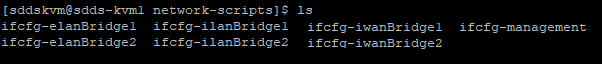 [sddskvm@sdds-kvm1 network-scripts]$ ls
ifcfg-elanBridge1 ifcfg-ilanBridge1 ifcfg-iwanBridge1 ifcfg-management
ifcfg-elanBridge2 ifcfg-ilanBridge2 ifcfg-iwanBridge2